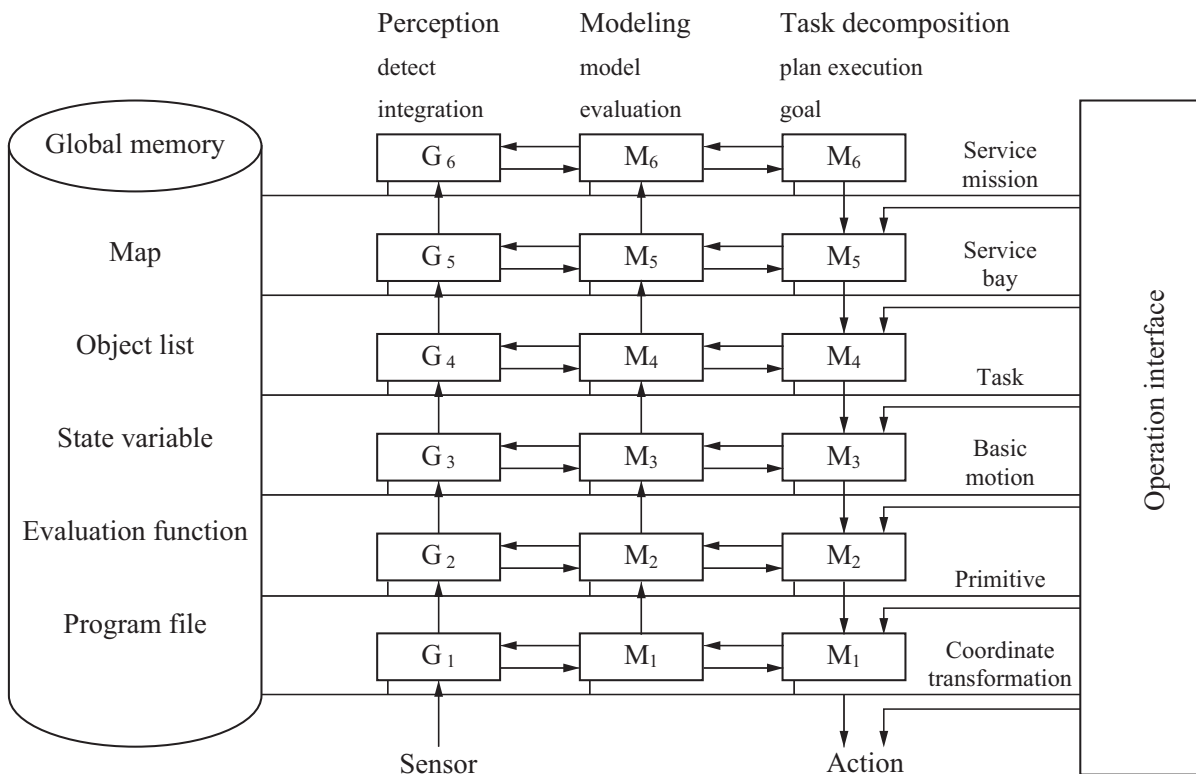 Perception Modeling Task decomposition
detect model plan execution
integration evaluation goal
Global memory
G6 M6 M6
Service
mission
Map
G5 M5 M5
Service
bay
Object list
G4 M4 M4
Task
State variable
G3 M3 M3
Basic
motion
Evaluation function
G2 M2 M2
Primitive
Program file
G1 M1 M1
Coordinate
transformation
Sensor Action
Operation interface